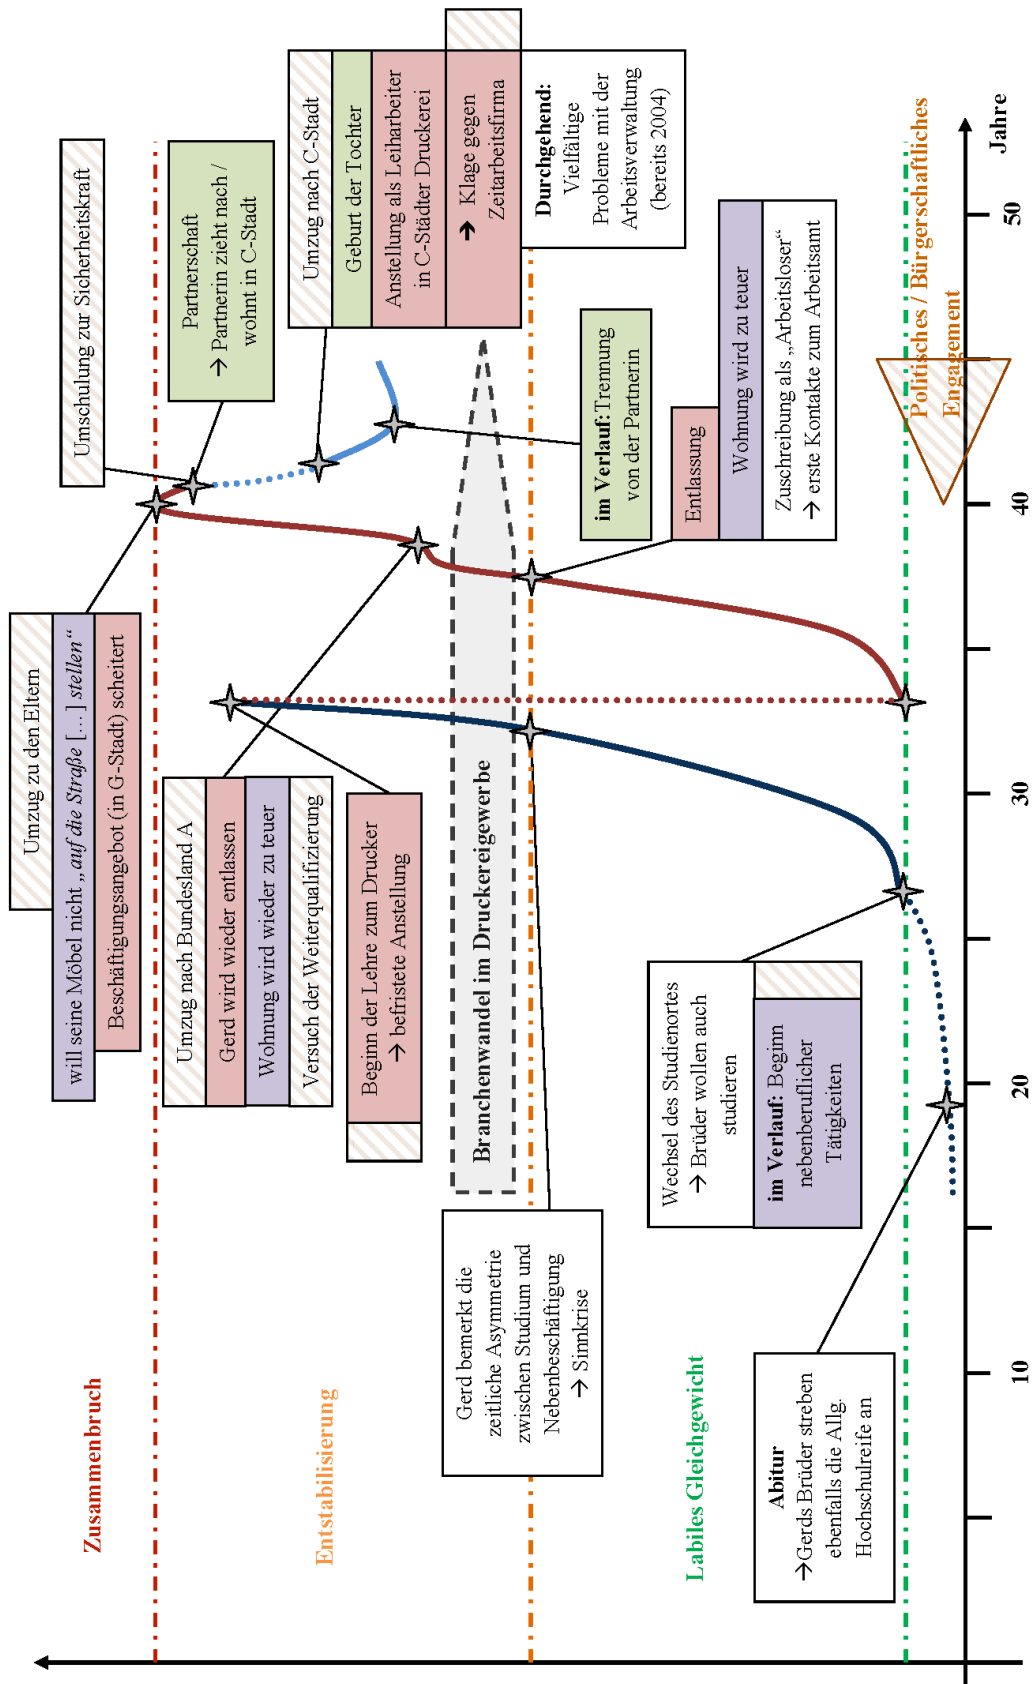 Zusammenbruch
Entstabilisierung
Labiles Gleichgewicht
Umzug zu den Eltern
will seine Möbel nicht „auf die Straße […] stellen“
Beschäftigungsangebot (in G-Stadt) scheitert
Umschulung zur Sicherheitskraft
Partnerschaft
→ Partnerin zieht nach /
wohnt in C-Stadt
Umzug nach C-Stadt
Geburt der Tochter
Anstellung als Leiharbeiter
in C-Städter Druckerei
→ Klage gegen
Zeitarbeitsfirma
Durchgehend:
Vielfältige
Probleme mit der
Arbeitsverwaltung
(bereits 2004)
Umzug nach Bundesland A
Gerd wird wieder entlassen
Wohnung wird wieder zu teuer
Versuch der Weiterqualifizierung
Beginn der Lehre zum Drucker
→ befristete Anstellung
Branchenwandel im Druckereigewerbe
im Verlauf: Trennung
von der Partnerin
Entlassung
Wohnung wird zu teuer
Zuschreibung als „Arbeitsloser“
→ erste Kontakte zum Arbeitsamt
Gerd bemerkt die
zeitliche Asymmetrie
zwischen Studium und
Nebenbeschäftigung
→ Sinnkrise
Wechsel des Studienortes
→ Brüder wollen auch
studieren
im Verlauf: Beginn
nebenberuflicher
Tätigkeiten
Abitur
→Gerds Brüder streben
ebenfalls die Allg.
Hochschulreife an
Politisches / Bürgerschaftliches
Engagement
10
20
30
40
50
Jahre